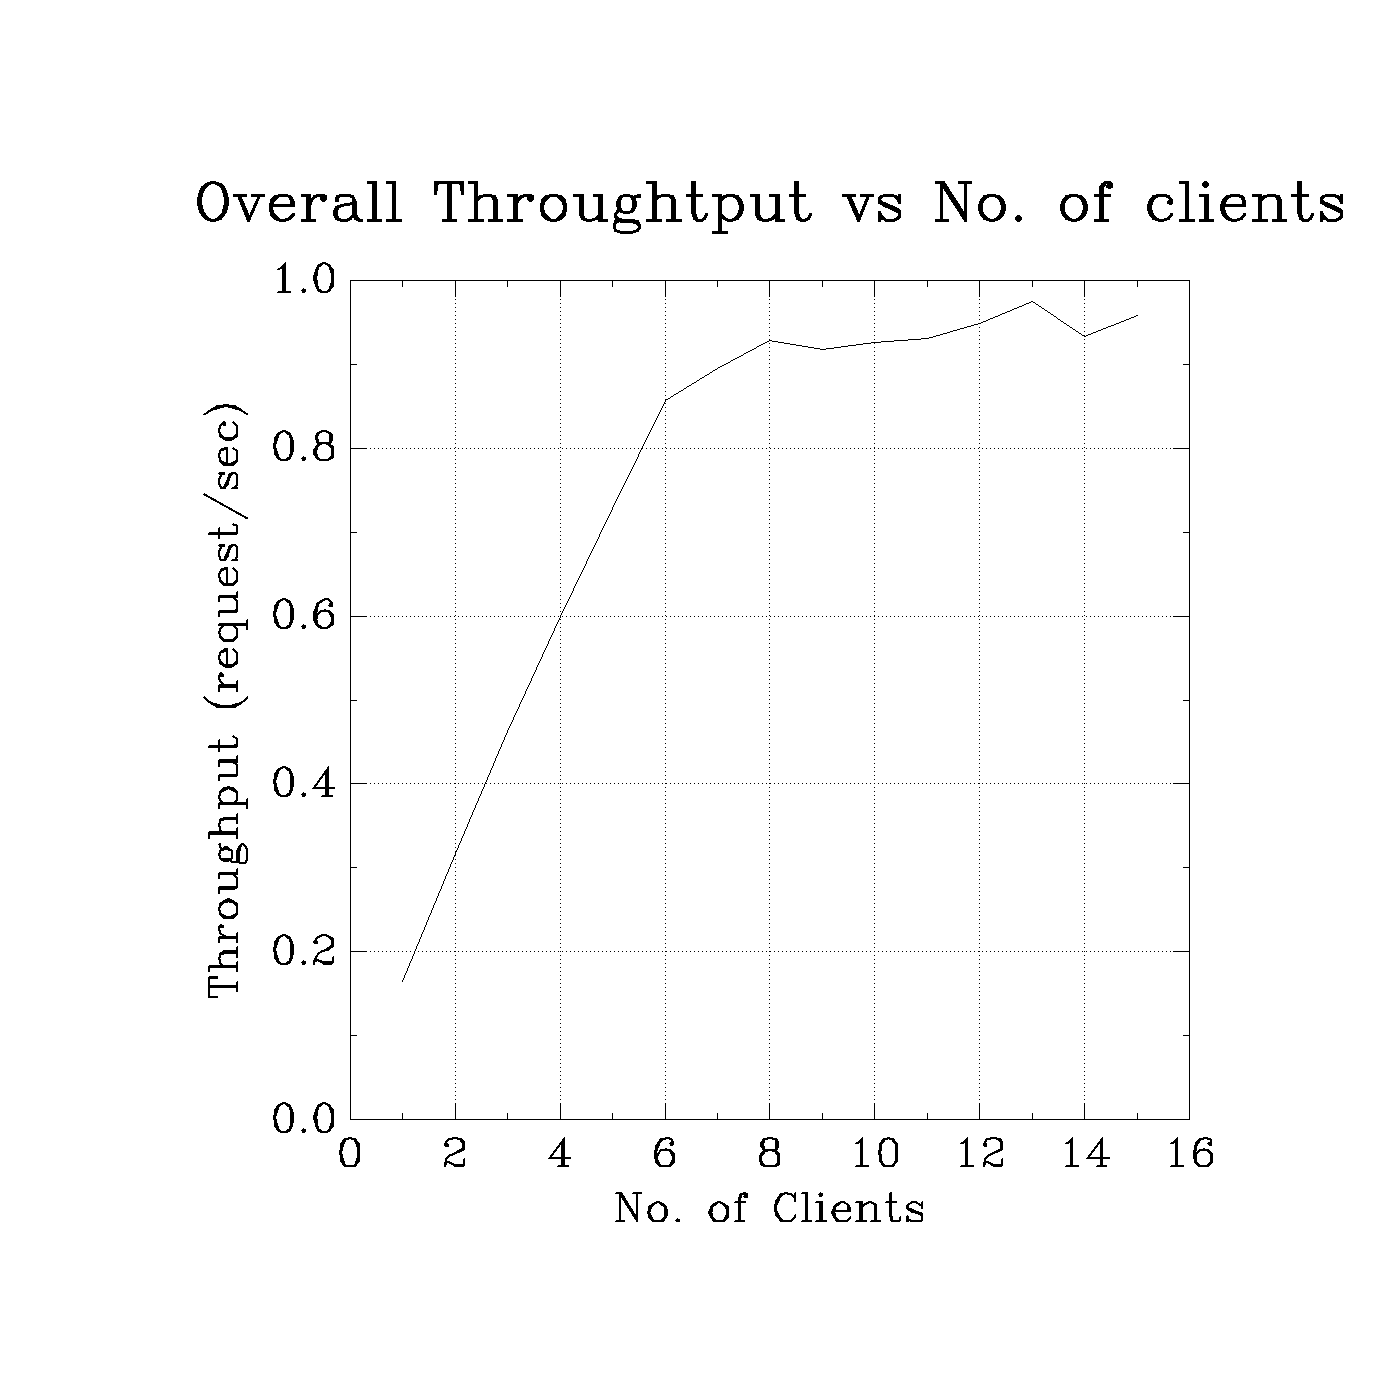 Overall Throughtput vs No. of clients
1.0
0.8
0.6
0.4
0.2
0.0
Throughput (request/sec)
0 2 4 6 8 10 12 14 16
No. of Clients